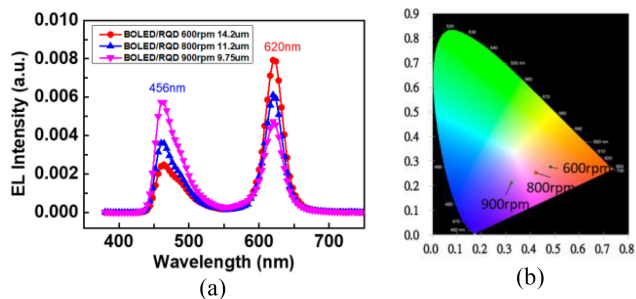 (a)
BOLED/RQD 600rpm 14.2um
BOLED/RQD 800rpm 11.2um
BOLED/RQD 900rpm 9.75um
620nm
456nm
EL Intensity (a.u.)
0.010
0.008
0.006
0.004
0.002
0.000
400 500 600 700
Wavelength (nm)
(a)
0.9
0.8
0.7
0.6
0.5
0.4
0.3
0.2
0.1
0.0
600rpm
800rpm
900rpm
0.0 0.1 0.2 0.3 0.4 0.5 0.6 0.7 0.8
(b)